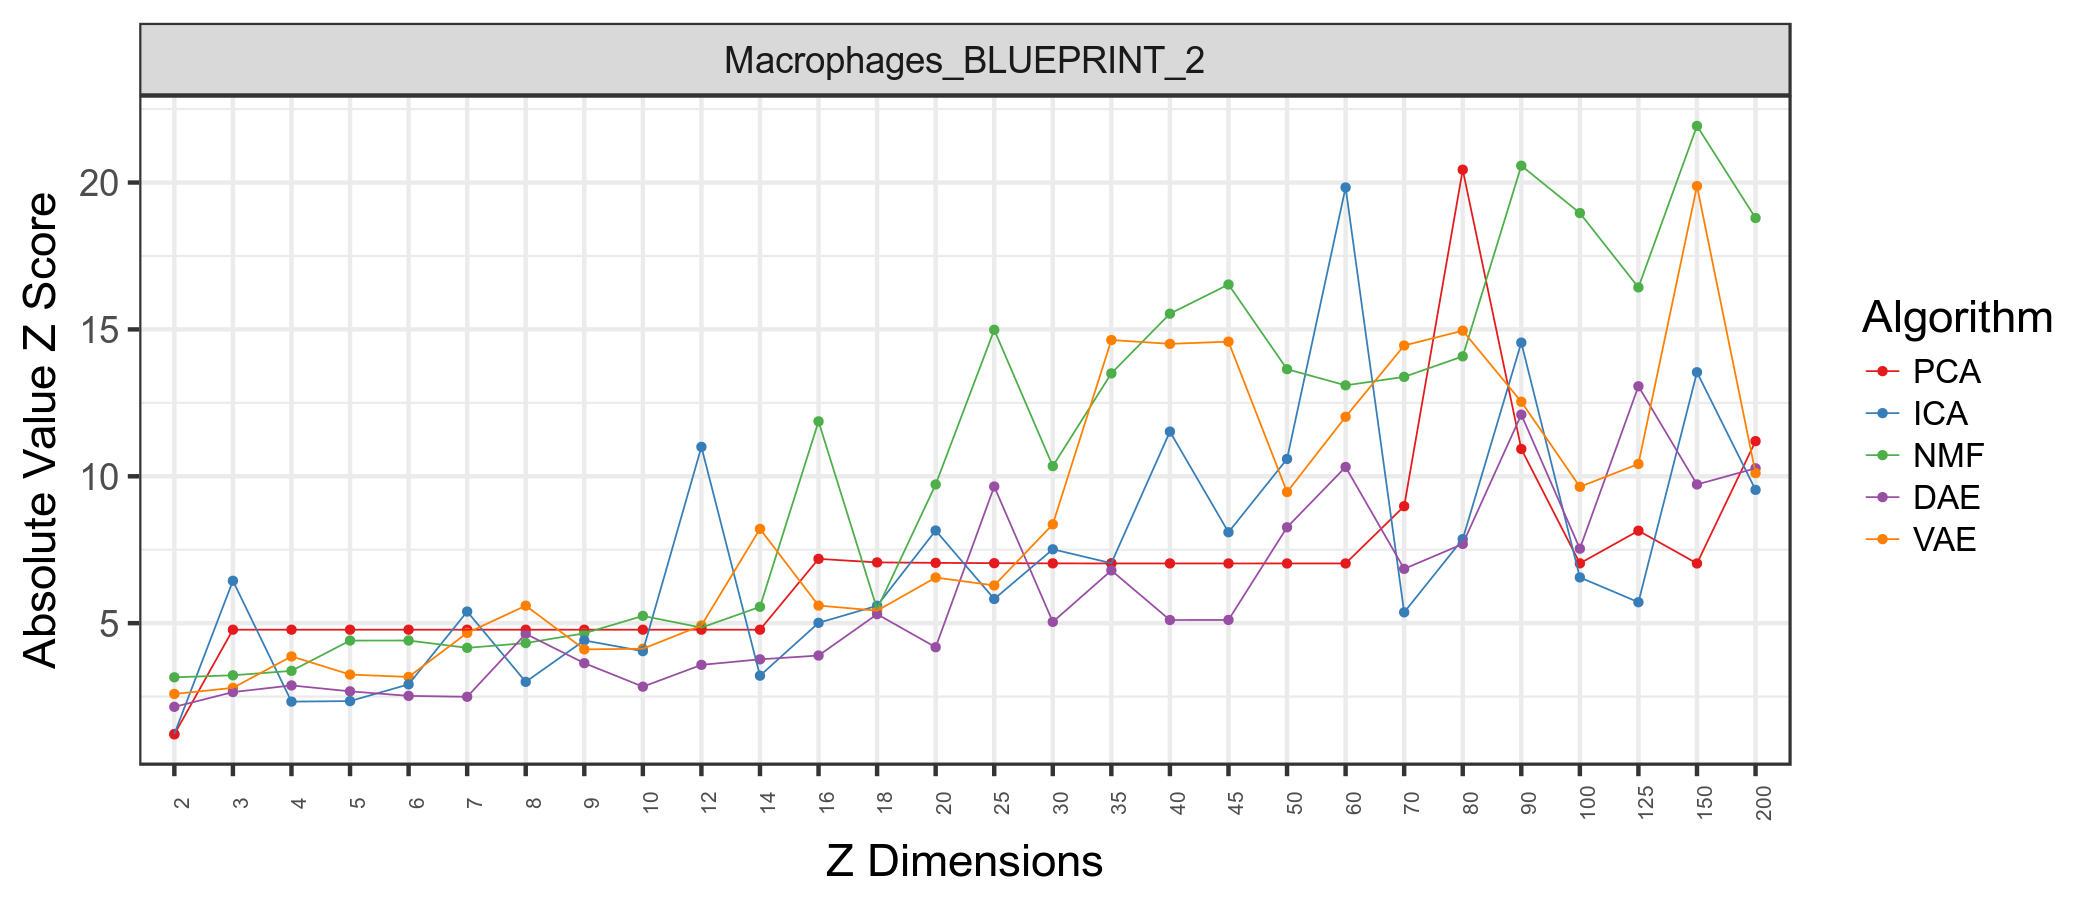 Macrophages_BLUEPRINT_2
Absolute Value Z Score
20
15
10
5
2 3 4 5 6 7 8 9 10 12 14 16 18 20 25 30 35 40 45 50 60 70 80 90 100 125 150 200
Z Dimensions
Algorithm
PCA
ICA
NMF
DAE
VAE